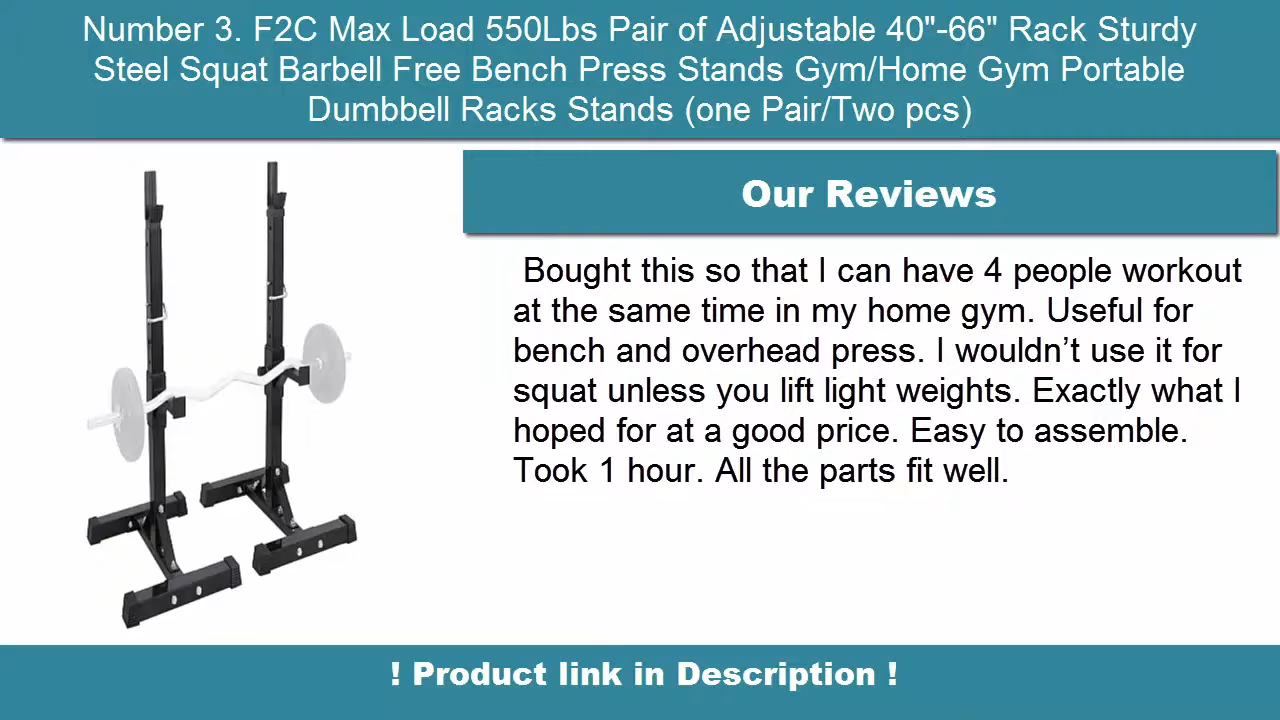 Number 3. F2C Max Load 550Lbs Pair of Adjustable 40"-66" Rack Sturdy
Steel Squat Barbell Free Bench Press Stands Gym/Home Gym Portable
Dumbbell Racks Stands (one Pair/Two pcs)
Our Reviews
Bought this so that I can have 4 people workout
at the same time in my home gym. Useful for
bench and overhead press. I wouldn’t use it for
squat unless you lift light weights. Exactly what I
hoped for at a good price. Easy to assemble.
Took 1 hour. All the parts fit well.
! Product link in Description !